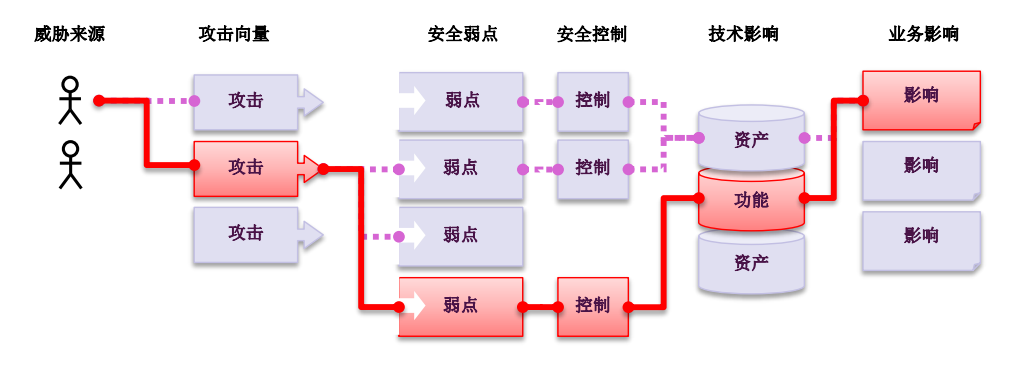 威胁来源 攻击向量 安全弱点 安全控制 技术影响 业务影响
攻击 弱点 控制 影响
资产
攻击 弱点 控制 影响
功能
攻击 弱点 影响
资产
弱点 控制